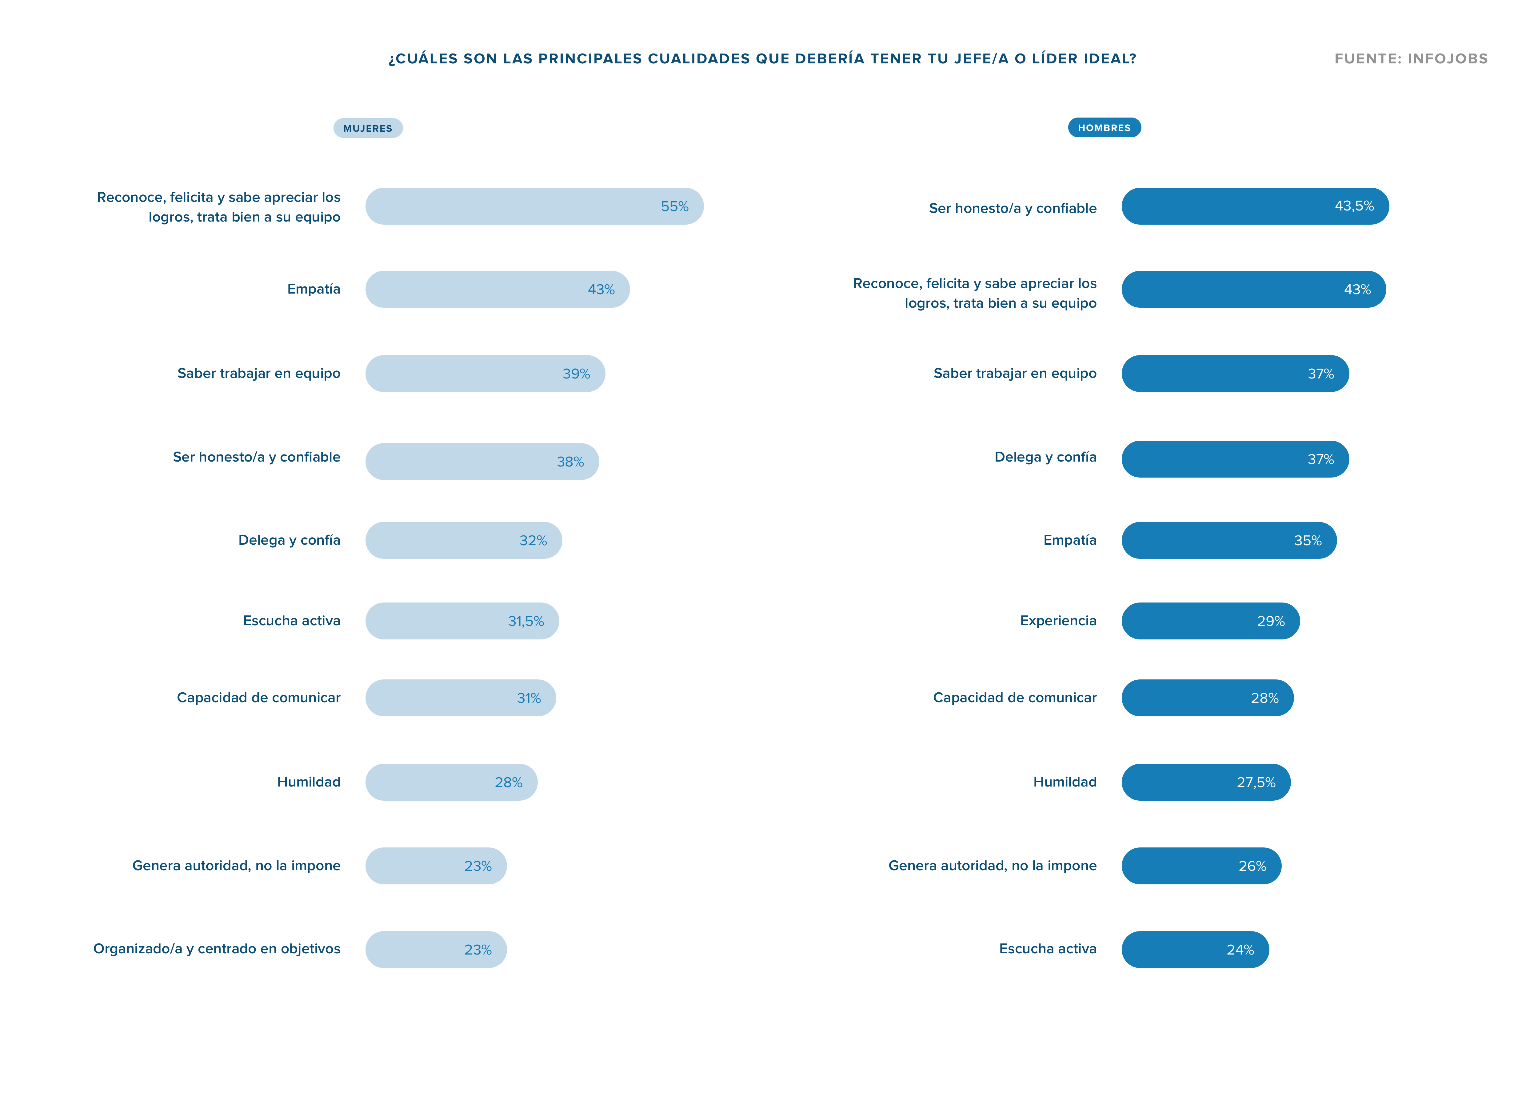 ¿CUÁLES SON LAS PRINCIPALES CUALIDADES QUE DEBERÍA TENER TU JEFE/A O LÍDER IDEAL?
FUENTE: INFOJOBS
MUJERES
Reconoce, felicita y sabe apreciar los
logros, trata bien a su equipo
55%
Empatía
43%
Saber trabajar en equipo
39%
Ser honesto/a y confiable
38%
Delega y confía
32%
Escucha activa
31,5%
Capacidad de comunicar
31%
Humildad
28%
Genera autoridad, no la impone
23%
Organizado/a y centrado en objetivos
23%
HOMBRES
Ser honesto/a y confiable
43,5%
Reconoce, felicita y sabe apreciar los
logros, trata bien a su equipo
43%
Saber trabajar en equipo
37%
Delega y confía
37%
Empatía
35%
Experiencia
29%
Capacidad de comunicar
28%
Humildad
27,5%
Genera autoridad, no la impone
26%
Escucha activa
24%